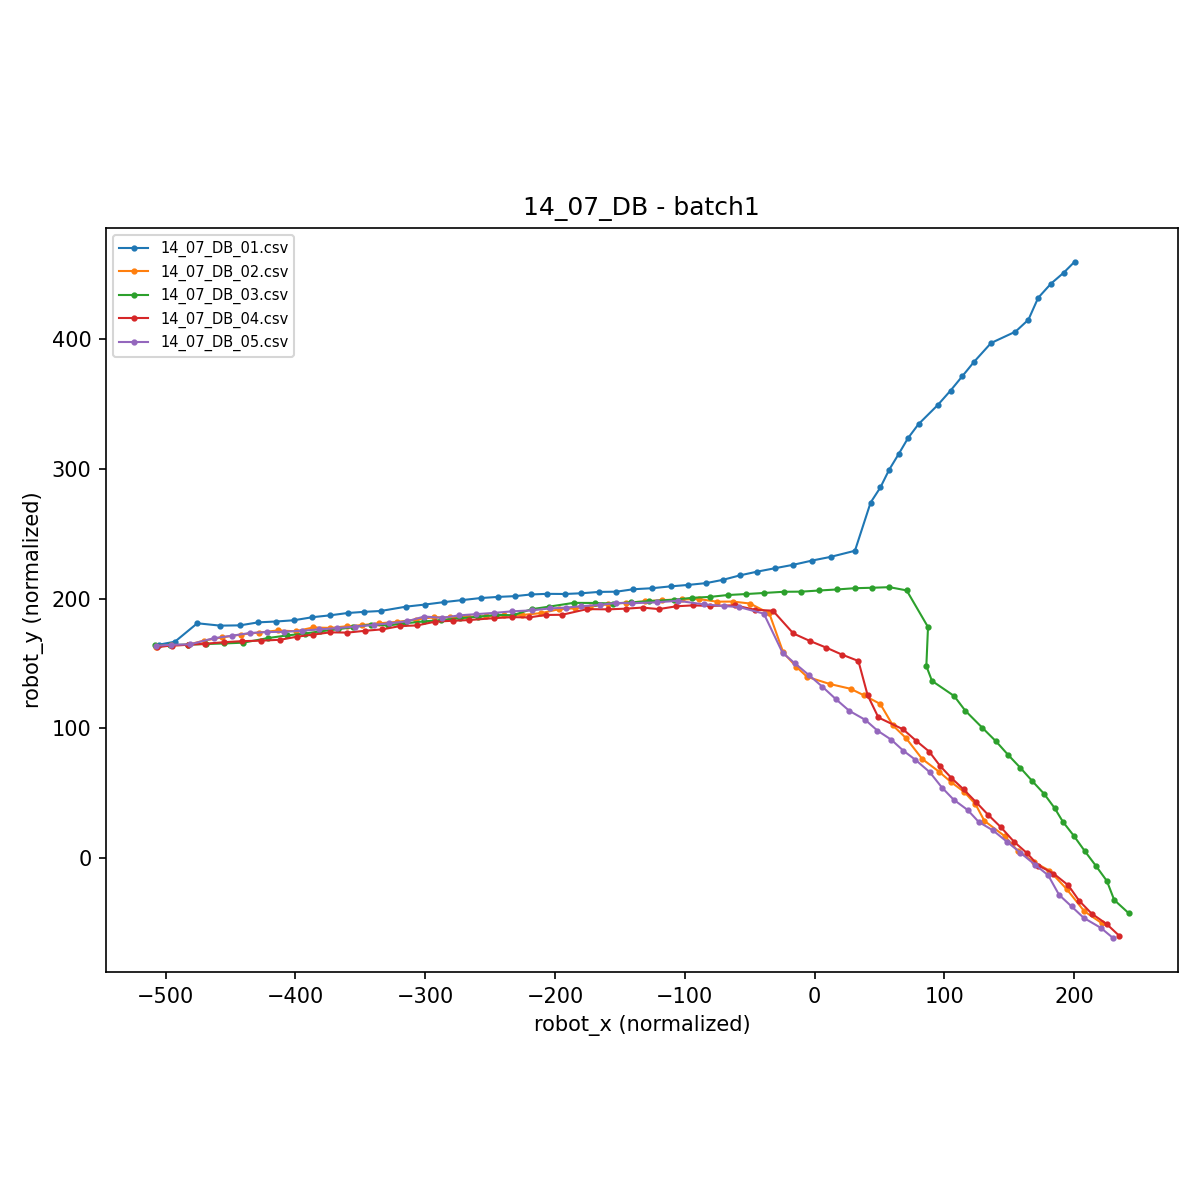 14_07_DB - batch1
14_07_DB_01.csv
14_07_DB_02.csv
14_07_DB_03.csv
14_07_DB_04.csv
14_07_DB_05.csv
400
300
200
100
0
robot_y (normalized)
−500 −400 −300 −200 −100 0 100 200
robot_x (normalized)